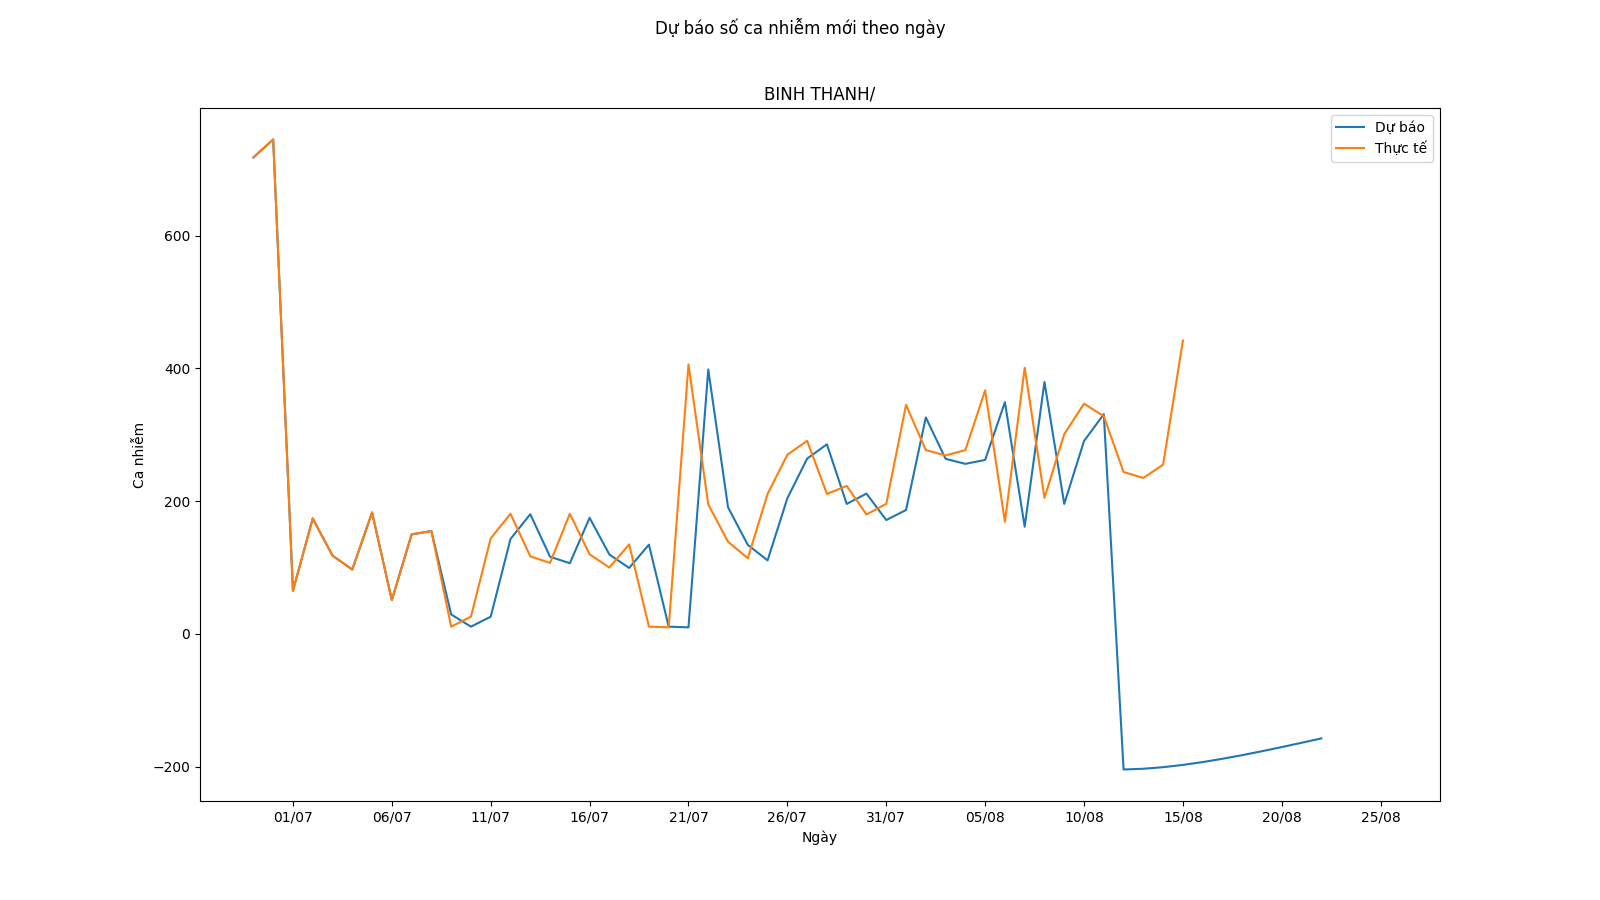 Dự báo số ca nhiễm mới theo ngày
BINH THANH/
Dự báo
Thực tế
Ca nhiễm
600
400
200
0
−200
01/07 06/07 11/07 16/07 21/07 26/07 31/07 05/08 10/08 15/08 20/08 25/08
Ngày